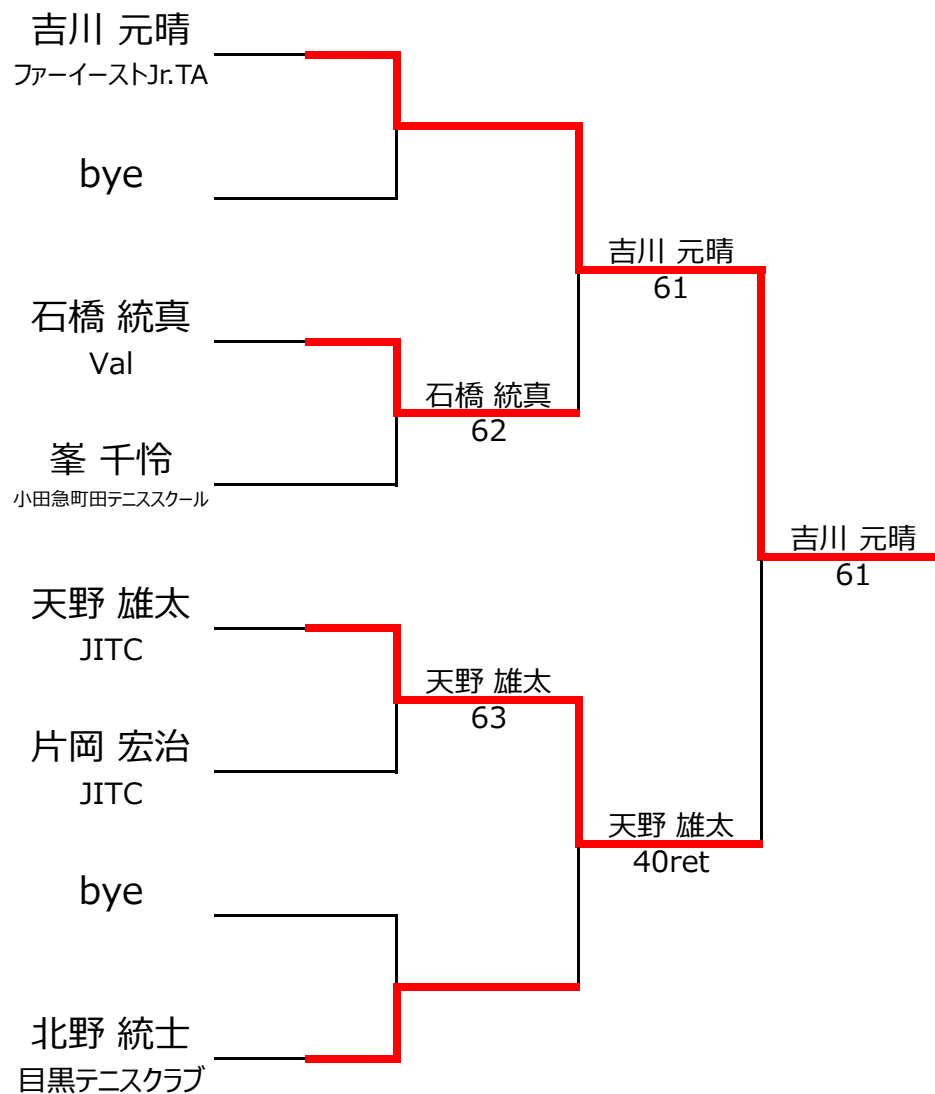 吉川 元晴
ファーイーストJr.TA
bye
吉川 元晴
61
石橋 統真
Val
石橋 統真
62
峯 千怜
小田急町田テニススクール
吉川 元晴
61
天野 雄太
JITC
天野 雄太
63
片岡 宏治
JITC
天野 雄太
40ret
bye
北野 統士
目黒テニスクラブ